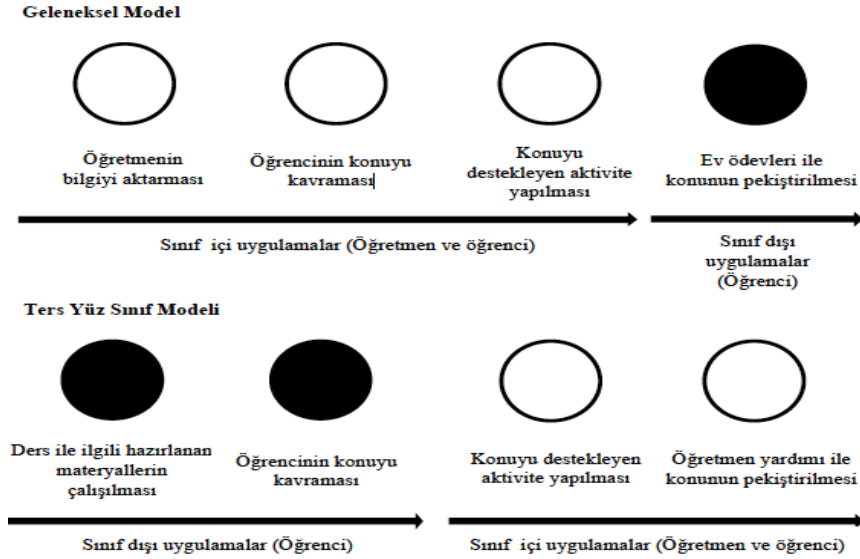 Geleneksel Model
Öğretmenin
bilgiyi aktarması
Öğrencinin konuyu
kavraması
Konuyu
destekleyen aktivite
yapılması
Ev ödevleri ile
konunun pekiştirilmesi
Sınıf içi uygulamalar (Öğretmen ve öğrenci)
Sınıf dışı
uygulamalar
(Öğrenci)
Ters Yüz Sınıf Modeli
Ders ile ilgili hazırlanan
materyallerin
çalışılması
Öğrencinin konuyu
kavraması
Konuyu destekleyen
aktivite yapılması
Öğretmen yardımı ile
konunun pekiştirilmesi
Sınıf dışı uygulamalar (Öğrenci)
Sınıf içi uygulamalar (Öğretmen ve öğrenci)